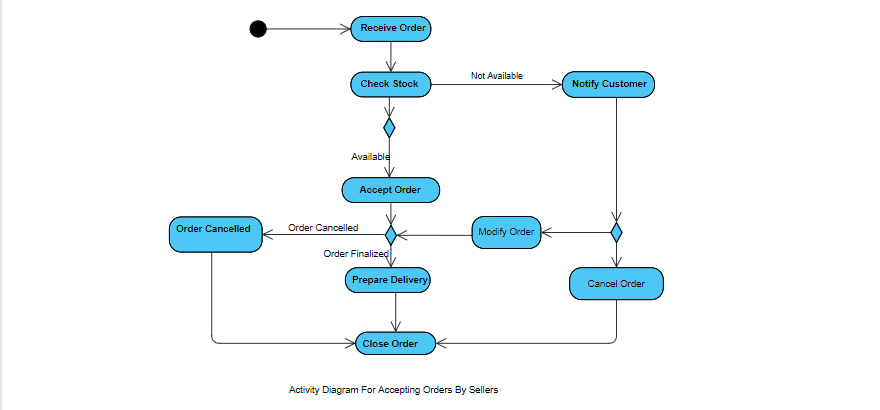 Receive Order
Check Stock
Not Available
Notify Customer
Available
Accept Order
Order Cancelled
Order Cancelled
Modify Order
Order Finalized
Prepare Delivery
Cancel Order
Close Order
Activity Diagram For Accepting Orders By Sellers